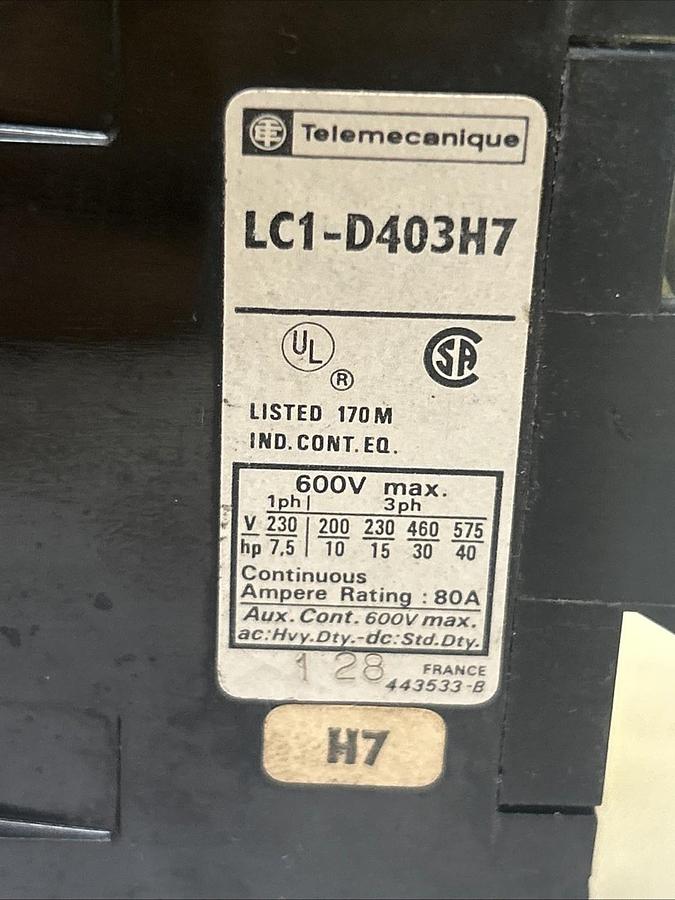 TE Telemecanique
LC1-D403H7
UL ® SA
LISTED 170M
IND. CONT. EQ.
600V max.
1ph | 3ph
V 230 | 200 230 460 575
hp 7,5 | 10 15 30 40
Continuous
Ampere Rating : 80A
Aux. Cont. 600V max.
ac:Hvy.Dty.-dc:Std.Dty.
1 28 FRANCE
443533-B
H7